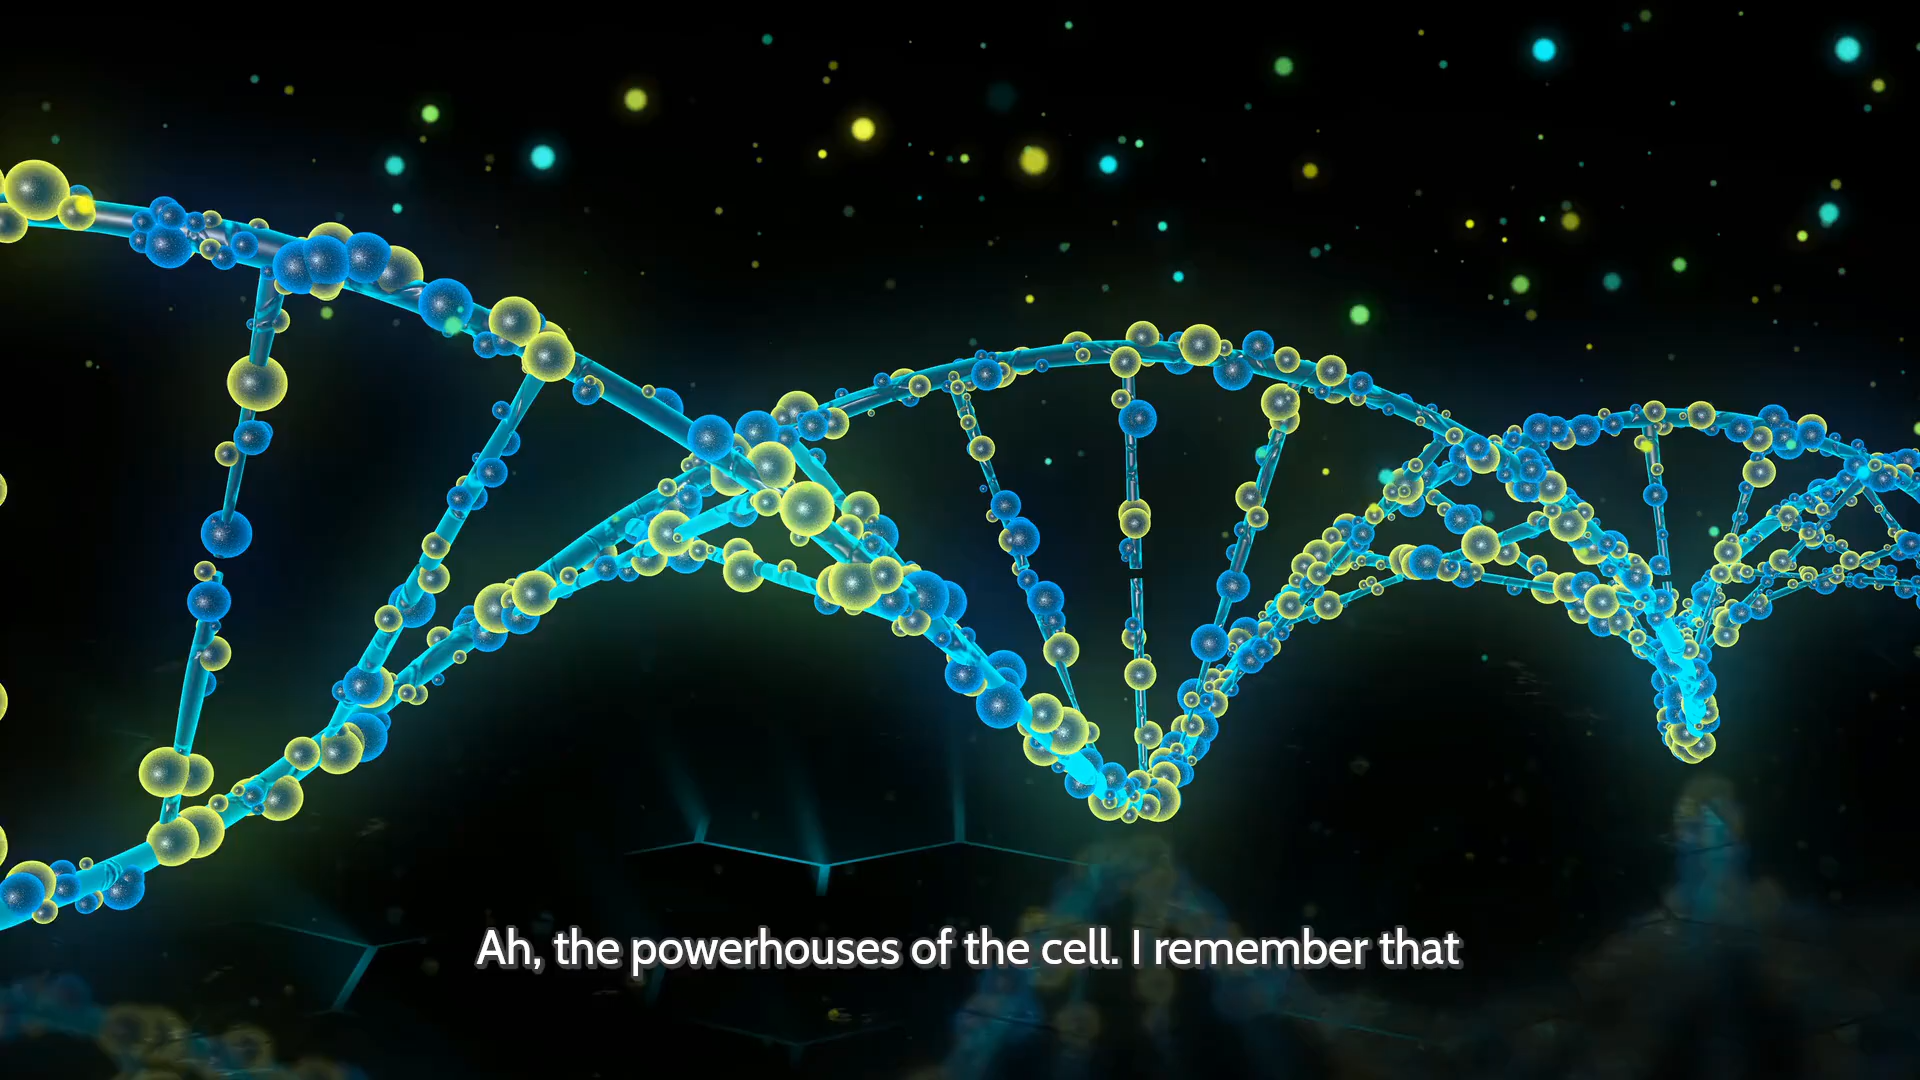 Ah, the powerhouses of the cell. I remember that